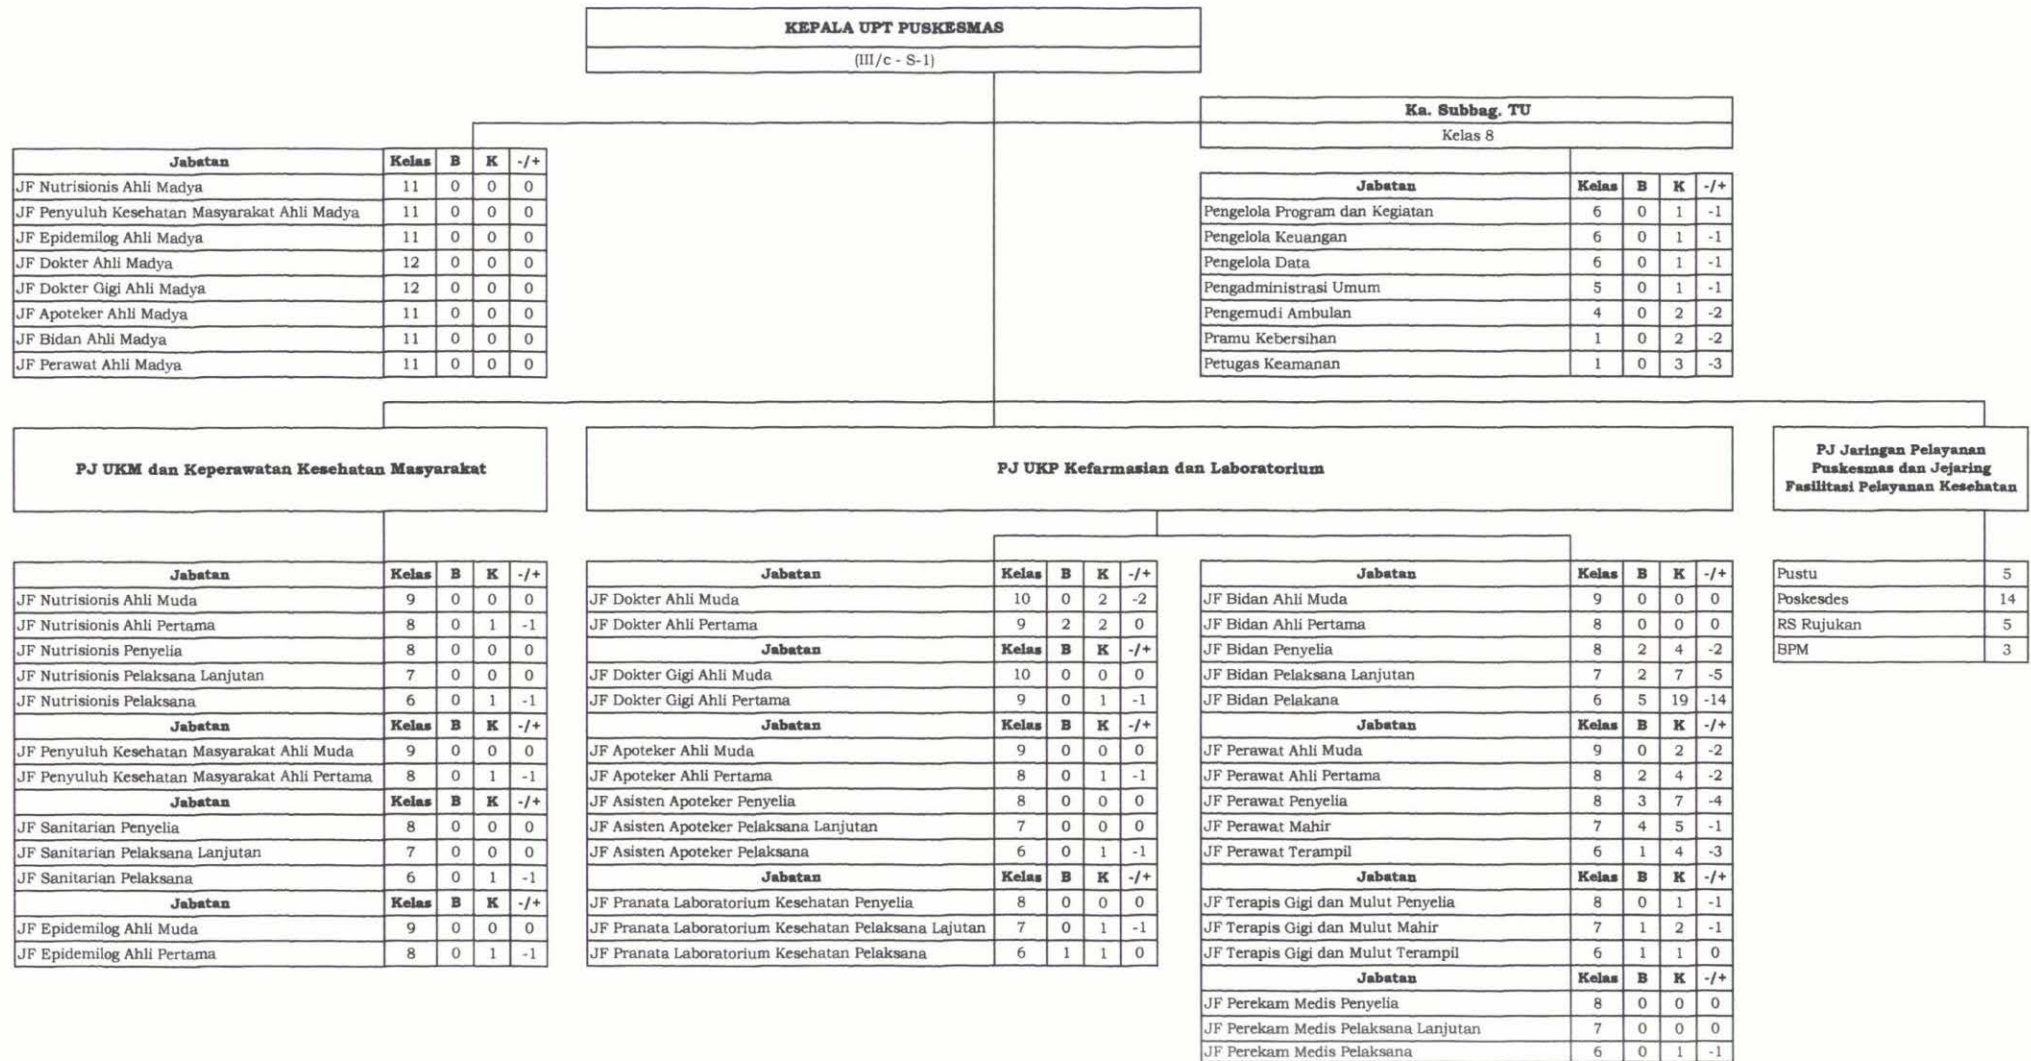 KEPALA UPT PUSKESMAS
(III/c - S-1)
Ka. Subbag. TU
Kelas 8
Jabatan Kelas B K -/+
JF Nutrisionis Ahli Madya 11 0 0 0
JF Penyuluh Kesehatan Masyarakat Ahli Madya 11 0 0 0
JF Epidemilog Ahli Madya 11 0 0 0
JF Dokter Ahli Madya 12 0 0 0
JF Dokter Gigi Ahli Madya 12 0 0 0
JF Apoteker Ahli Madya 11 0 0 0
JF Bidan Ahli Madya 11 0 0 0
JF Perawat Ahli Madya 11 0 0 0
Jabatan Kelas B K -/+
Pengelola Program dan Kegiatan 6 0 1 -1
Pengelola Keuangan 6 0 1 -1
Pengelola Data 6 0 1 -1
Pengadministrasi Umum 5 0 1 -1
Pengemudi Ambulan 4 0 2 -2
Pramu Kebersihan 1 0 2 -2
Petugas Keamanan 1 0 3 -3
PJ UKM dan Keperawatan Kesehatan Masyarakat
Jabatan Kelas B K -/+
JF Nutrisionis Ahli Muda 9 0 0 0
JF Nutrisionis Ahli Pertama 8 0 1 -1
JF Nutrisionis Penyelia 8 0 0 0
JF Nutrisionis Pelaksana Lanjutan 7 0 0 0
JF Nutrisionis Pelaksana 6 0 1 -1
Jabatan Kelas B K -/+
JF Penyuluh Kesehatan Masyarakat Ahli Muda 9 0 0 0
JF Penyuluh Kesehatan Masyarakat Ahli Pertama 8 0 1 -1
Jabatan Kelas B K -/+
JF Sanitarian Penyelia 8 0 0 0
JF Sanitarian Pelaksana Lanjutan 7 0 0 0
JF Sanitarian Pelaksana 6 0 1 -1
Jabatan Kelas B K -/+
JF Epidemilog Ahli Muda 9 0 0 0
JF Epidemilog Ahli Pertama 8 0 1 -1
PJ UKP Kefarmasian dan Laboratorium
Jabatan Kelas B K -/+
JF Dokter Ahli Muda 10 0 2 -2
JF Dokter Ahli Pertama 9 2 2 0
Jabatan Kelas B K -/+
JF Dokter Gigi Ahli Muda 10 0 0 0
JF Dokter Gigi Ahli Pertama 9 0 1 -1
Jabatan Kelas B K -/+
JF Apoteker Ahli Muda 9 0 0 0
JF Apoteker Ahli Pertama 8 0 1 -1
JF Asisten Apoteker Penyelia 8 0 0 0
JF Asisten Apoteker Pelaksana Lanjutan 7 0 0 0
JF Asisten Apoteker Pelaksana 6 0 1 -1
Jabatan Kelas B K -/+
JF Pranata Laboratorium Kesehatan Penyelia 8 0 0 0
JF Pranata Laboratorium Kesehatan Pelaksana Lajutan 7 0 1 -1
JF Pranata Laboratorium Kesehatan Pelaksana 6 1 1 0
Jabatan Kelas B K -/+
JF Bidan Ahli Muda 9 0 0 0
JF Bidan Ahli Pertama 8 0 0 0
JF Bidan Penyelia 8 2 4 -2
JF Bidan Pelaksana Lanjutan 7 2 7 -5
JF Bidan Pelakana 6 5 19 -14
Jabatan Kelas B K -/+
JF Perawat Ahli Muda 9 0 2 -2
JF Perawat Ahli Pertama 8 2 4 -2
JF Perawat Penyelia 8 3 7 -4
JF Perawat Mahir 7 4 5 -1
JF Perawat Terampil 6 1 4 -3
Jabatan Kelas B K -/+
JF Terapis Gigi dan Mulut Penyelia 8 0 1 -1
JF Terapis Gigi dan Mulut Mahir 7 1 2 -1
JF Terapis Gigi dan Mulut Terampil 6 1 1 0
Jabatan Kelas B K -/+
JF Perekam Medis Penyelia 8 0 0 0
JF Perekam Medis Pelaksana Lanjutan 7 0 0 0
JF Perekam Medis Pelaksana 6 0 1 -1
PJ Jaringan Pelayanan
Puskesmas dan Jejaring
Fasilitasi Pelayanan Kesehatan
Pustu 5
Poskesdes 14
RS Rujukan 5
BPM 3